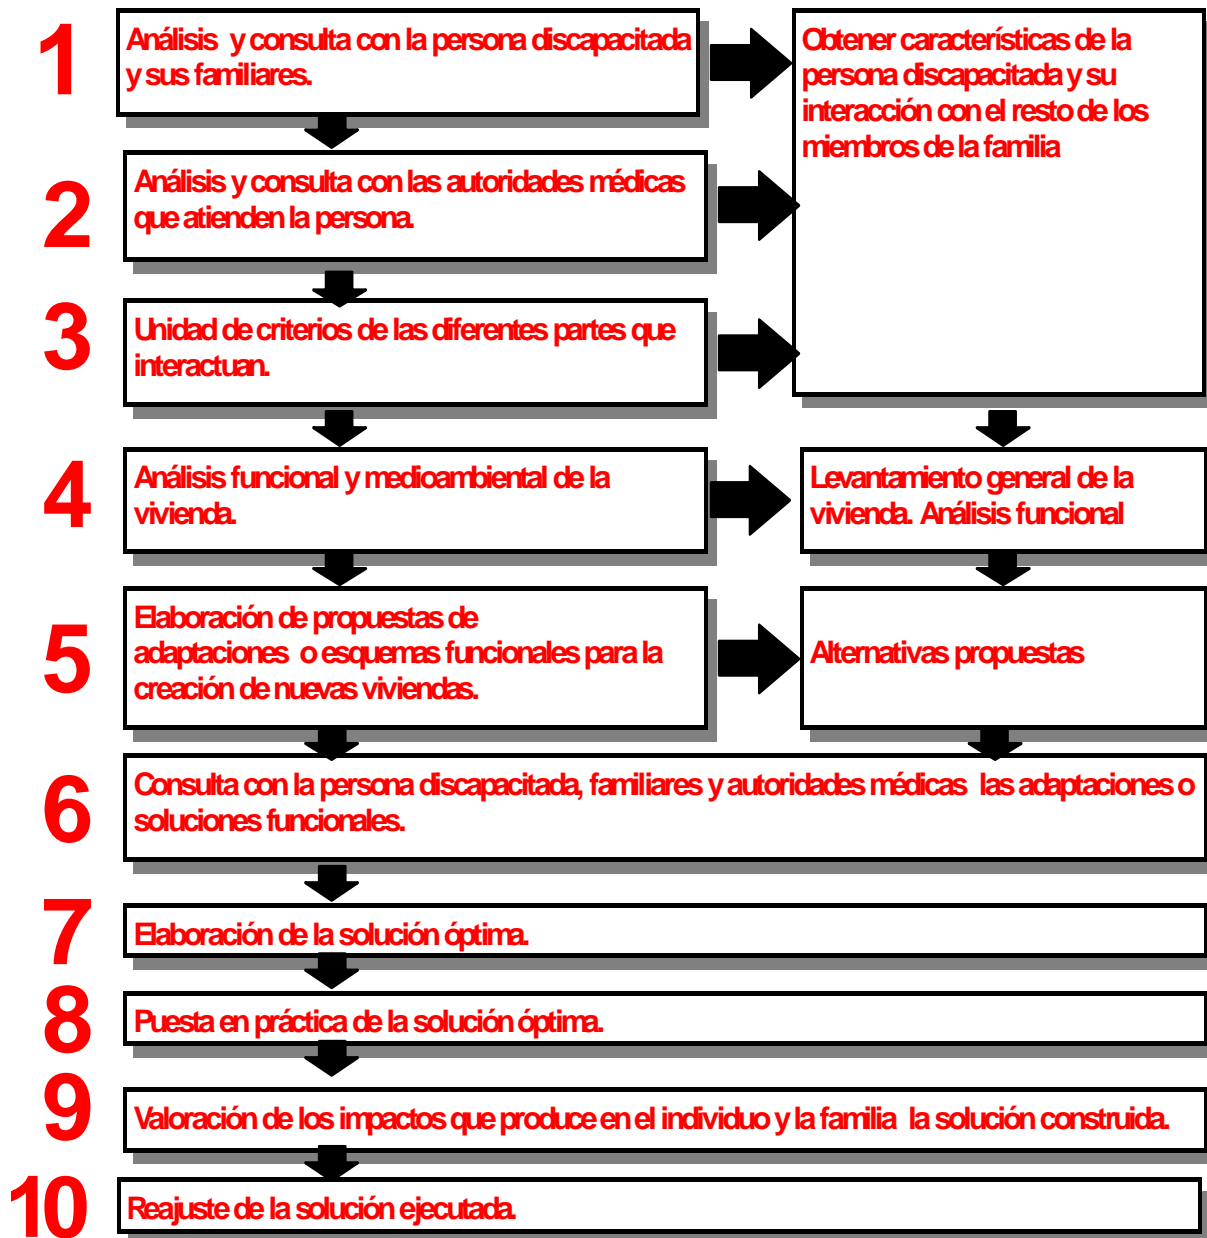 1
Análisis y consulta con la persona discapacitada
y sus familiares.
Obtener características de la
persona discapacitada y su
interacción con el resto de los
miembros de la familia
2
Análisis y consulta con las autoridades médicas
que atienden la persona.
3
Unidad de criterios de las diferentes partes que
interactuan.
4
Análisis funcional y medioambiental de la
vivienda.
Levantamiento general de la
vivienda. Análisis funcional
5
Elaboración de propuestas de
adaptaciones o esquemas funcionales para la
creación de nuevas viviendas.
Alternativas propuestas
6
Consulta con la persona discapacitada, familiares y autoridades médicas las adaptaciones o
soluciones funcionales.
7
Elaboración de la solución óptima.
8
Puesta en práctica de la solución óptima.
9
Valoración de los impactos que produce en el individuo y la familia la solución construida.
10
Reajuste de la solución ejecutada.